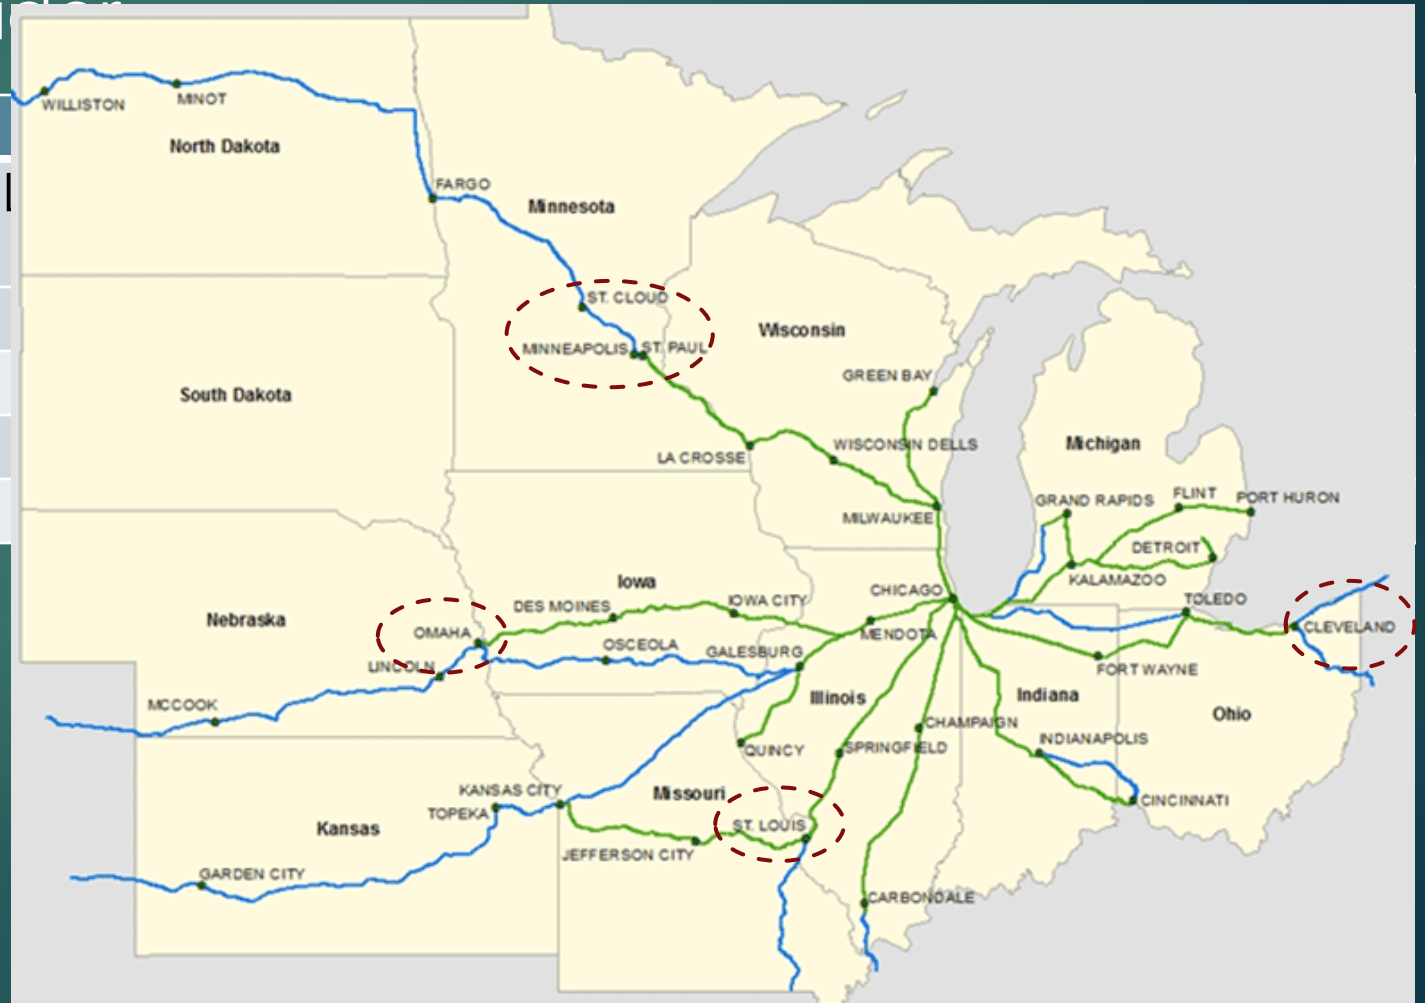 WILLISTON
MINOT
North Dakota
FARGO
Minnesota
ST. CLOUD
MINNEAPOLIS
ST. PAUL
Wisconsin
GREEN BAY
South Dakota
WISCONSIN DELLS
LA CROSSE
Michigan
GRAND RAPIDS
FLINT
PORT HURON
MILWAUKEE
DETROIT
KALAMAZOO
Iowa
CHICAGO
TOLEDO
DES MOINES
IOWA CITY
Nebraska
OMAHA
MENDOTA
CLEVELAND
OSCEOLA
GALESBURG
LINCOLN
FORT WAYNE
MCCOOK
Illinois
Indiana
Ohio
CHAMPAIGN
QUINCY
SPRINGFIELD
INDIANAPOLIS
KANSAS CITY
Missouri
CINCINNATI
TOPEKA
Kansas
ST. LOUIS
JEFFERSON CITY
GARDEN CITY
CARBONDALE